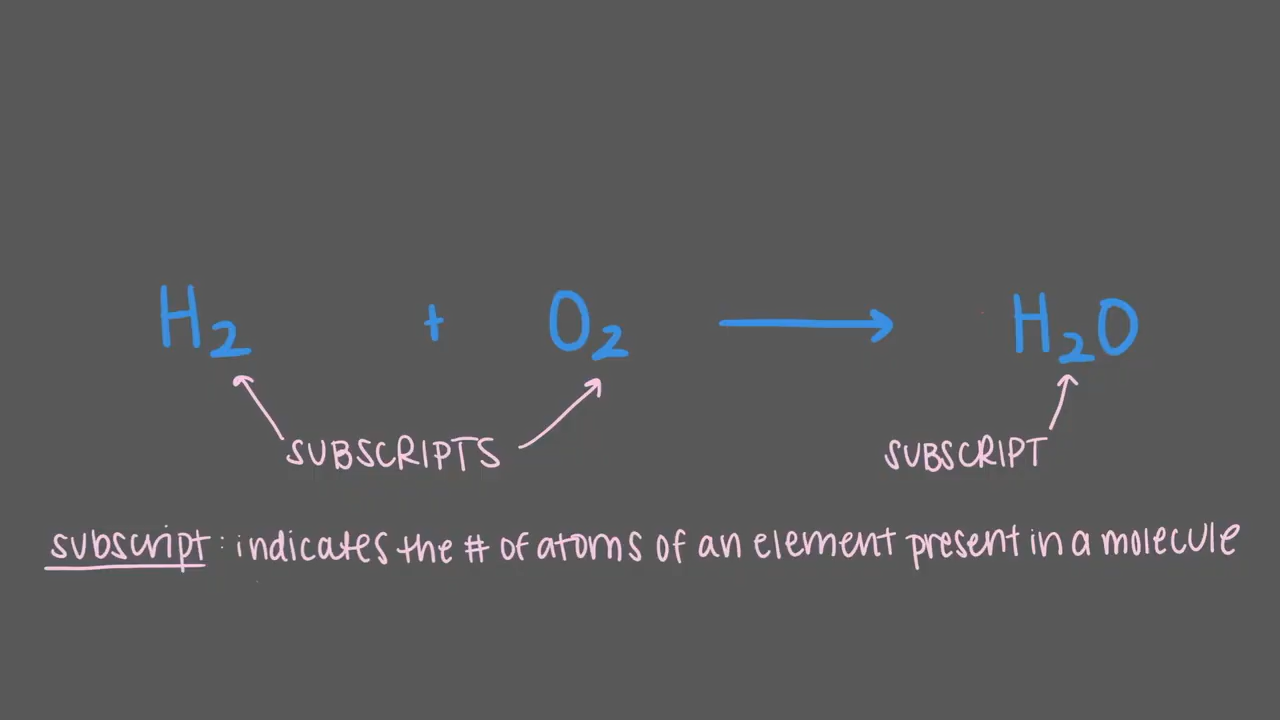 H₂ + O₂ → H₂O
SUBSCRIPTS SUBSCRIPT
subscript: indicates the # of atoms of an element present in a molecule